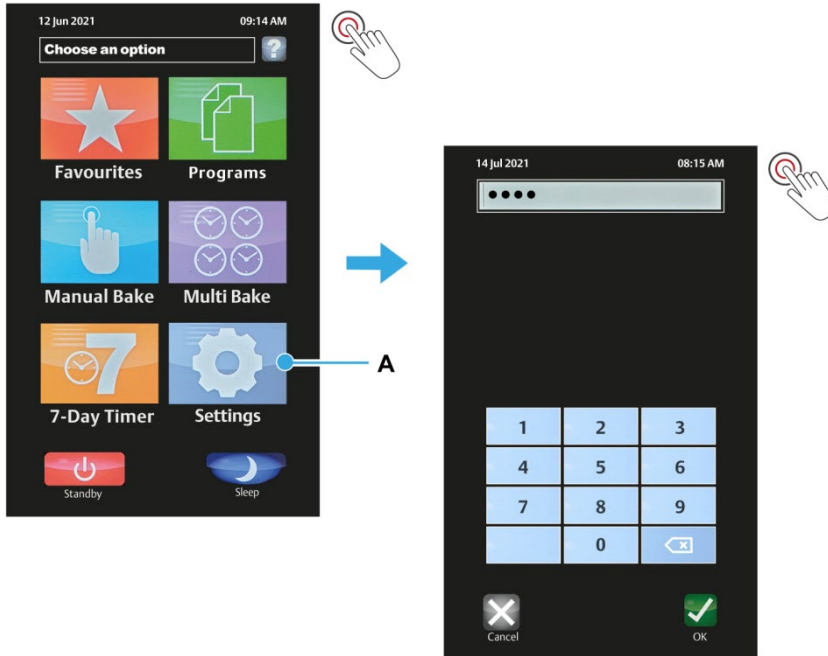 12 Jun 2021 09:14 AM
Choose an option ?
Favourites Programs
Manual Bake Multi Bake
7
7-Day Timer Settings
A
Standby Sleep
14 Jul 2021 08:15 AM
••••
1 2 3
4 5 6
7 8 9
0
Cancel OK